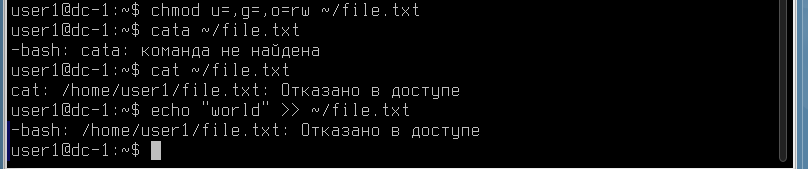 user1@dc-1:~$ chmod u=,g=,o=rw ~/file.txt
user1@dc-1:~$ cata ~/file.txt
-bash: cata: команда не найдена
user1@dc-1:~$ cat ~/file.txt
cat: /home/user1/file.txt: Отказано в доступе
user1@dc-1:~$ echo "world" >> ~/file.txt
-bash: /home/user1/file.txt: Отказано в доступе
user1@dc-1:~$